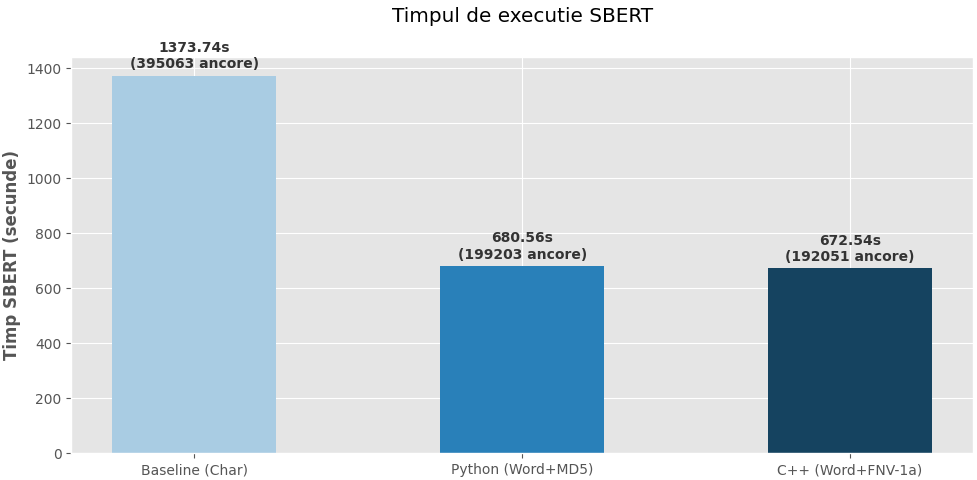 Timpul de executie SBERT
1373.74s
(395063 ancore)
680.56s
(199203 ancore)
672.54s
(192051 ancore)
Timp SBERT (secunde)
1400
1200
1000
800
600
400
200
0
Baseline (Char)
Python (Word+MD5)
C++ (Word+FNV-1a)